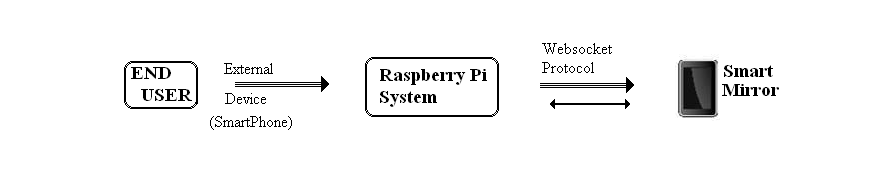 END
USER
External
Device
(SmartPhone)
Raspberry Pi
System
Websocket
Protocol
Smart
Mirror